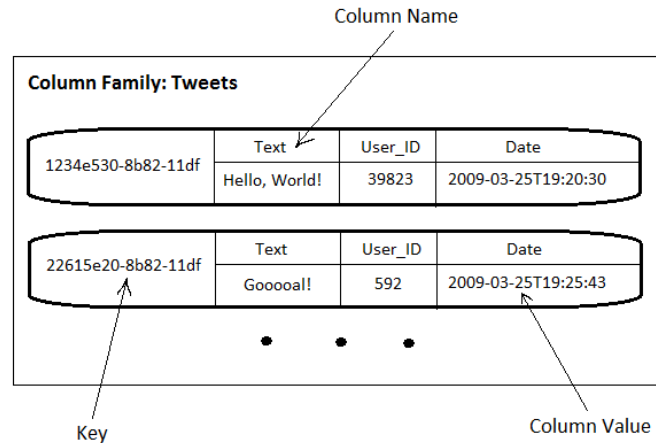 Column Name
Column Family: Tweets
1234e530-8b82-11df
Text User_ID Date
Hello, World! 39823 2009-03-25T19:20:30
22615e20-8b82-11df
Text User_ID Date
Gooooal! 592 2009-03-25T19:25:43
Key
Column Value